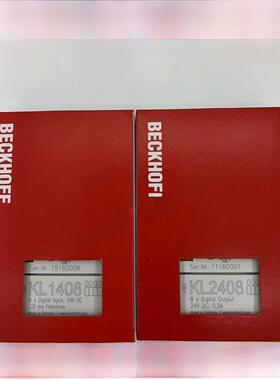 BECKHOFF
Ser.Nr.:15160008
KL1408
8 x Digital Input, 24V DC
3.0 ms Filtertime
BECKHOFF
Ser.Nr.:11160007
KL2408
8 x Digital Output
24V DC, 0,5A